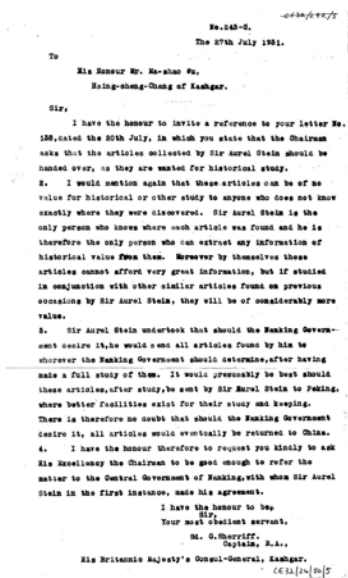 No.243-C.
The 27th July 1931.
To
His Honour Mr. Ma-shao Wu,
Hsing-cheng-Chang of Kashgar.
Sir,
I have the honour to invite a reference to your letter No.
138,dated the 20th July, in which you state that the Chairman
asks that the articles collected by Sir Aurel Stein should be
handed over, as they are wanted for historical study.
2. I would mention again that these articles can be of no
value for historical or other study to anyone who does not know
exactly where they were discovered. Sir Aurel Stein is the
only person who knows where each article was found and he is
therefore the only person who can extract any information of
historical value from them. Moreover by themselves these
articles cannot afford very great information, but if studied
in conjunction with other similar articles found on previous
occasions by Sir Aurel Stein, they will be of considerably more
value.
3. Sir Aurel Stein undertook that should the Nanking Govern-
ment desire it,he would send all articles found by him to
wherever the Nanking Government should determine,after having
made a full study of them. It would presumably be best should
these articles,after study,be sent by Sir Aurel Stein to Peking,
where better facilities exist for their study and keeping.
There is therefore no doubt that should the Nanking Government
desire it, all articles would eventually be returned to China.
4. I have the honour therefore to request you kindly to ask
His Excellency the Chairman to be good enough to refer the
matter to the Central Government of Nanking,with whom Sir Aurel
Stein in the first instance, made his agreement.
I have the honour to be,
Sir,
Your most obedient servant,
Sd. G.Sherriff.
Captain, R.A.,
His Britannic Majesty's Consul-General, Kashgar.
CE32/24/50/5